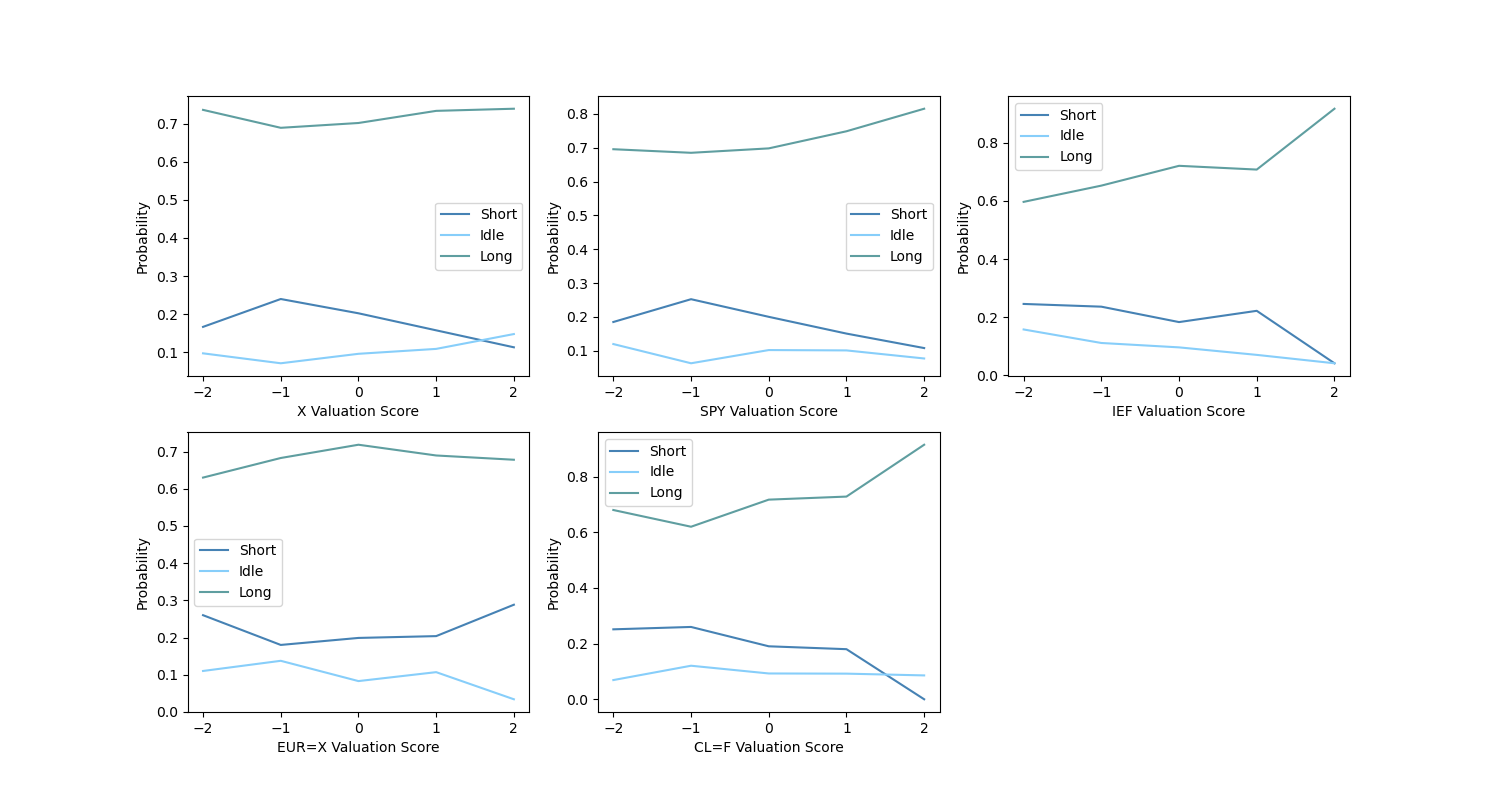 0.7
0.6
0.5
0.4
0.3
0.2
0.1
Probability
Short
Idle
Long
−2 −1 0 1 2
X Valuation Score
0.8
0.7
0.6
0.5
0.4
0.3
0.2
0.1
Probability
Short
Idle
Long
−2 −1 0 1 2
SPY Valuation Score
0.8
0.6
0.4
0.2
0.0
Probability
Short
Idle
Long
−2 −1 0 1 2
IEF Valuation Score
0.7
0.6
0.5
0.4
0.3
0.2
0.1
0.0
Probability
Short
Idle
Long
−2 −1 0 1 2
EUR=X Valuation Score
0.8
0.6
0.4
0.2
0.0
Probability
Short
Idle
Long
−2 −1 0 1 2
CL=F Valuation Score